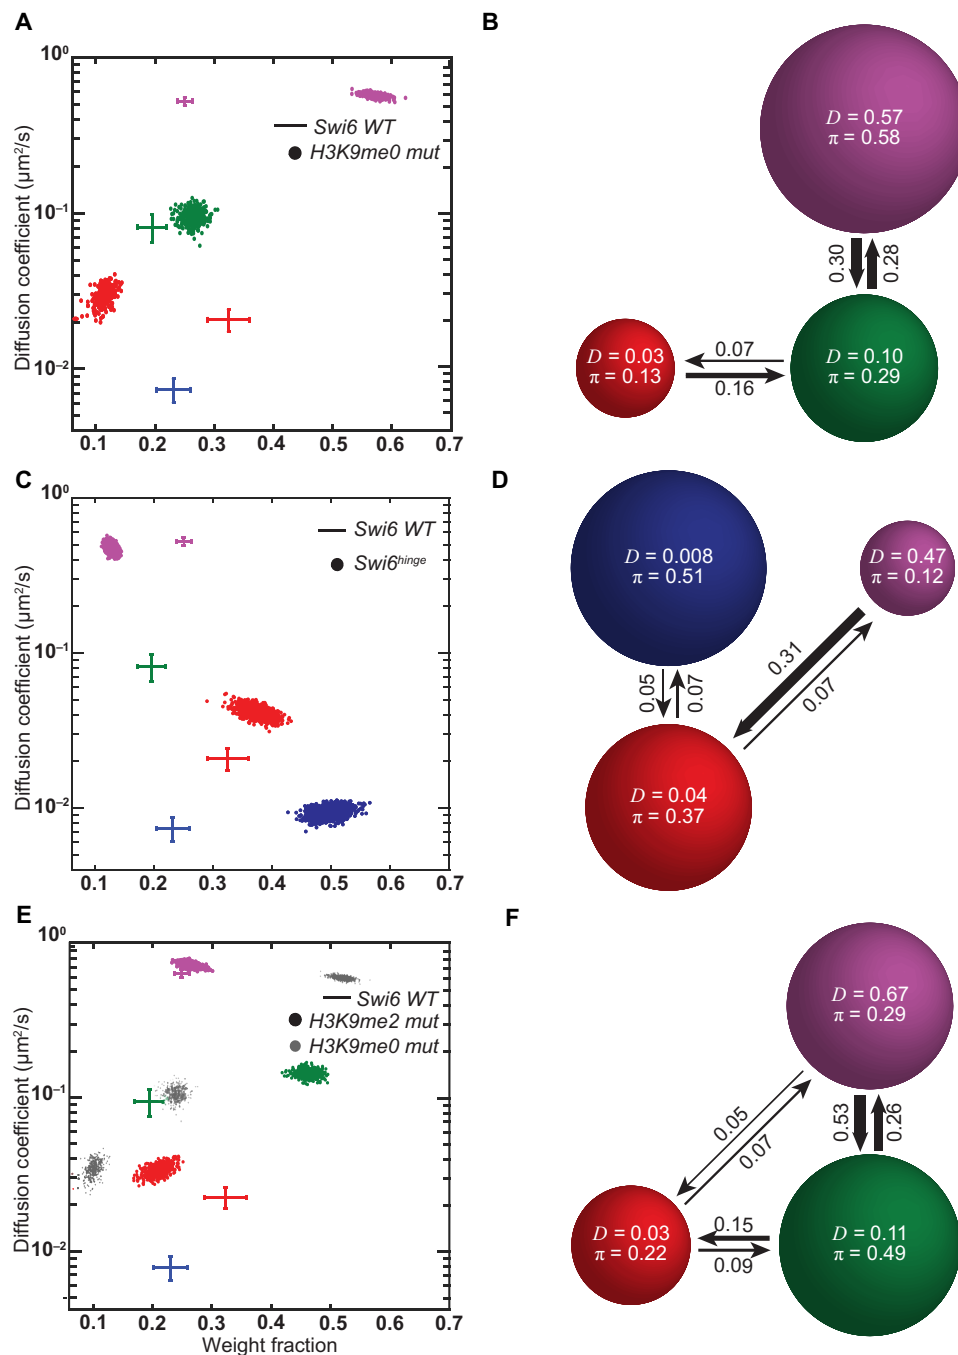 A
10⁰
10⁻¹
10⁻²
Diffusion coefficient (µm²/s)
Swi6 WT
H3K9me0 mut
0.1 0.2 0.3 0.4 0.5 0.6 0.7
B
D = 0.57
π = 0.58
0.30
0.28
D = 0.03
π = 0.13
0.07
0.16
D = 0.10
π = 0.29
C
10⁰
10⁻¹
10⁻²
Diffusion coefficient (µm²/s)
Swi6 WT
Swi6ʰⁱⁿᵍᵉ
0.1 0.2 0.3 0.4 0.5 0.6 0.7
D
D = 0.008
π = 0.51
D = 0.47
π = 0.12
0.31
0.07
0.05
0.07
D = 0.04
π = 0.37
E
10⁰
10⁻¹
10⁻²
Diffusion coefficient (µm²/s)
Swi6 WT
H3K9me2 mut
H3K9me0 mut
0.1 0.2 0.3 0.4 0.5 0.6 0.7
Weight fraction
F
D = 0.67
π = 0.29
0.05
0.07
0.53
0.26
D = 0.03
π = 0.22
0.15
0.09
D = 0.11
π = 0.49